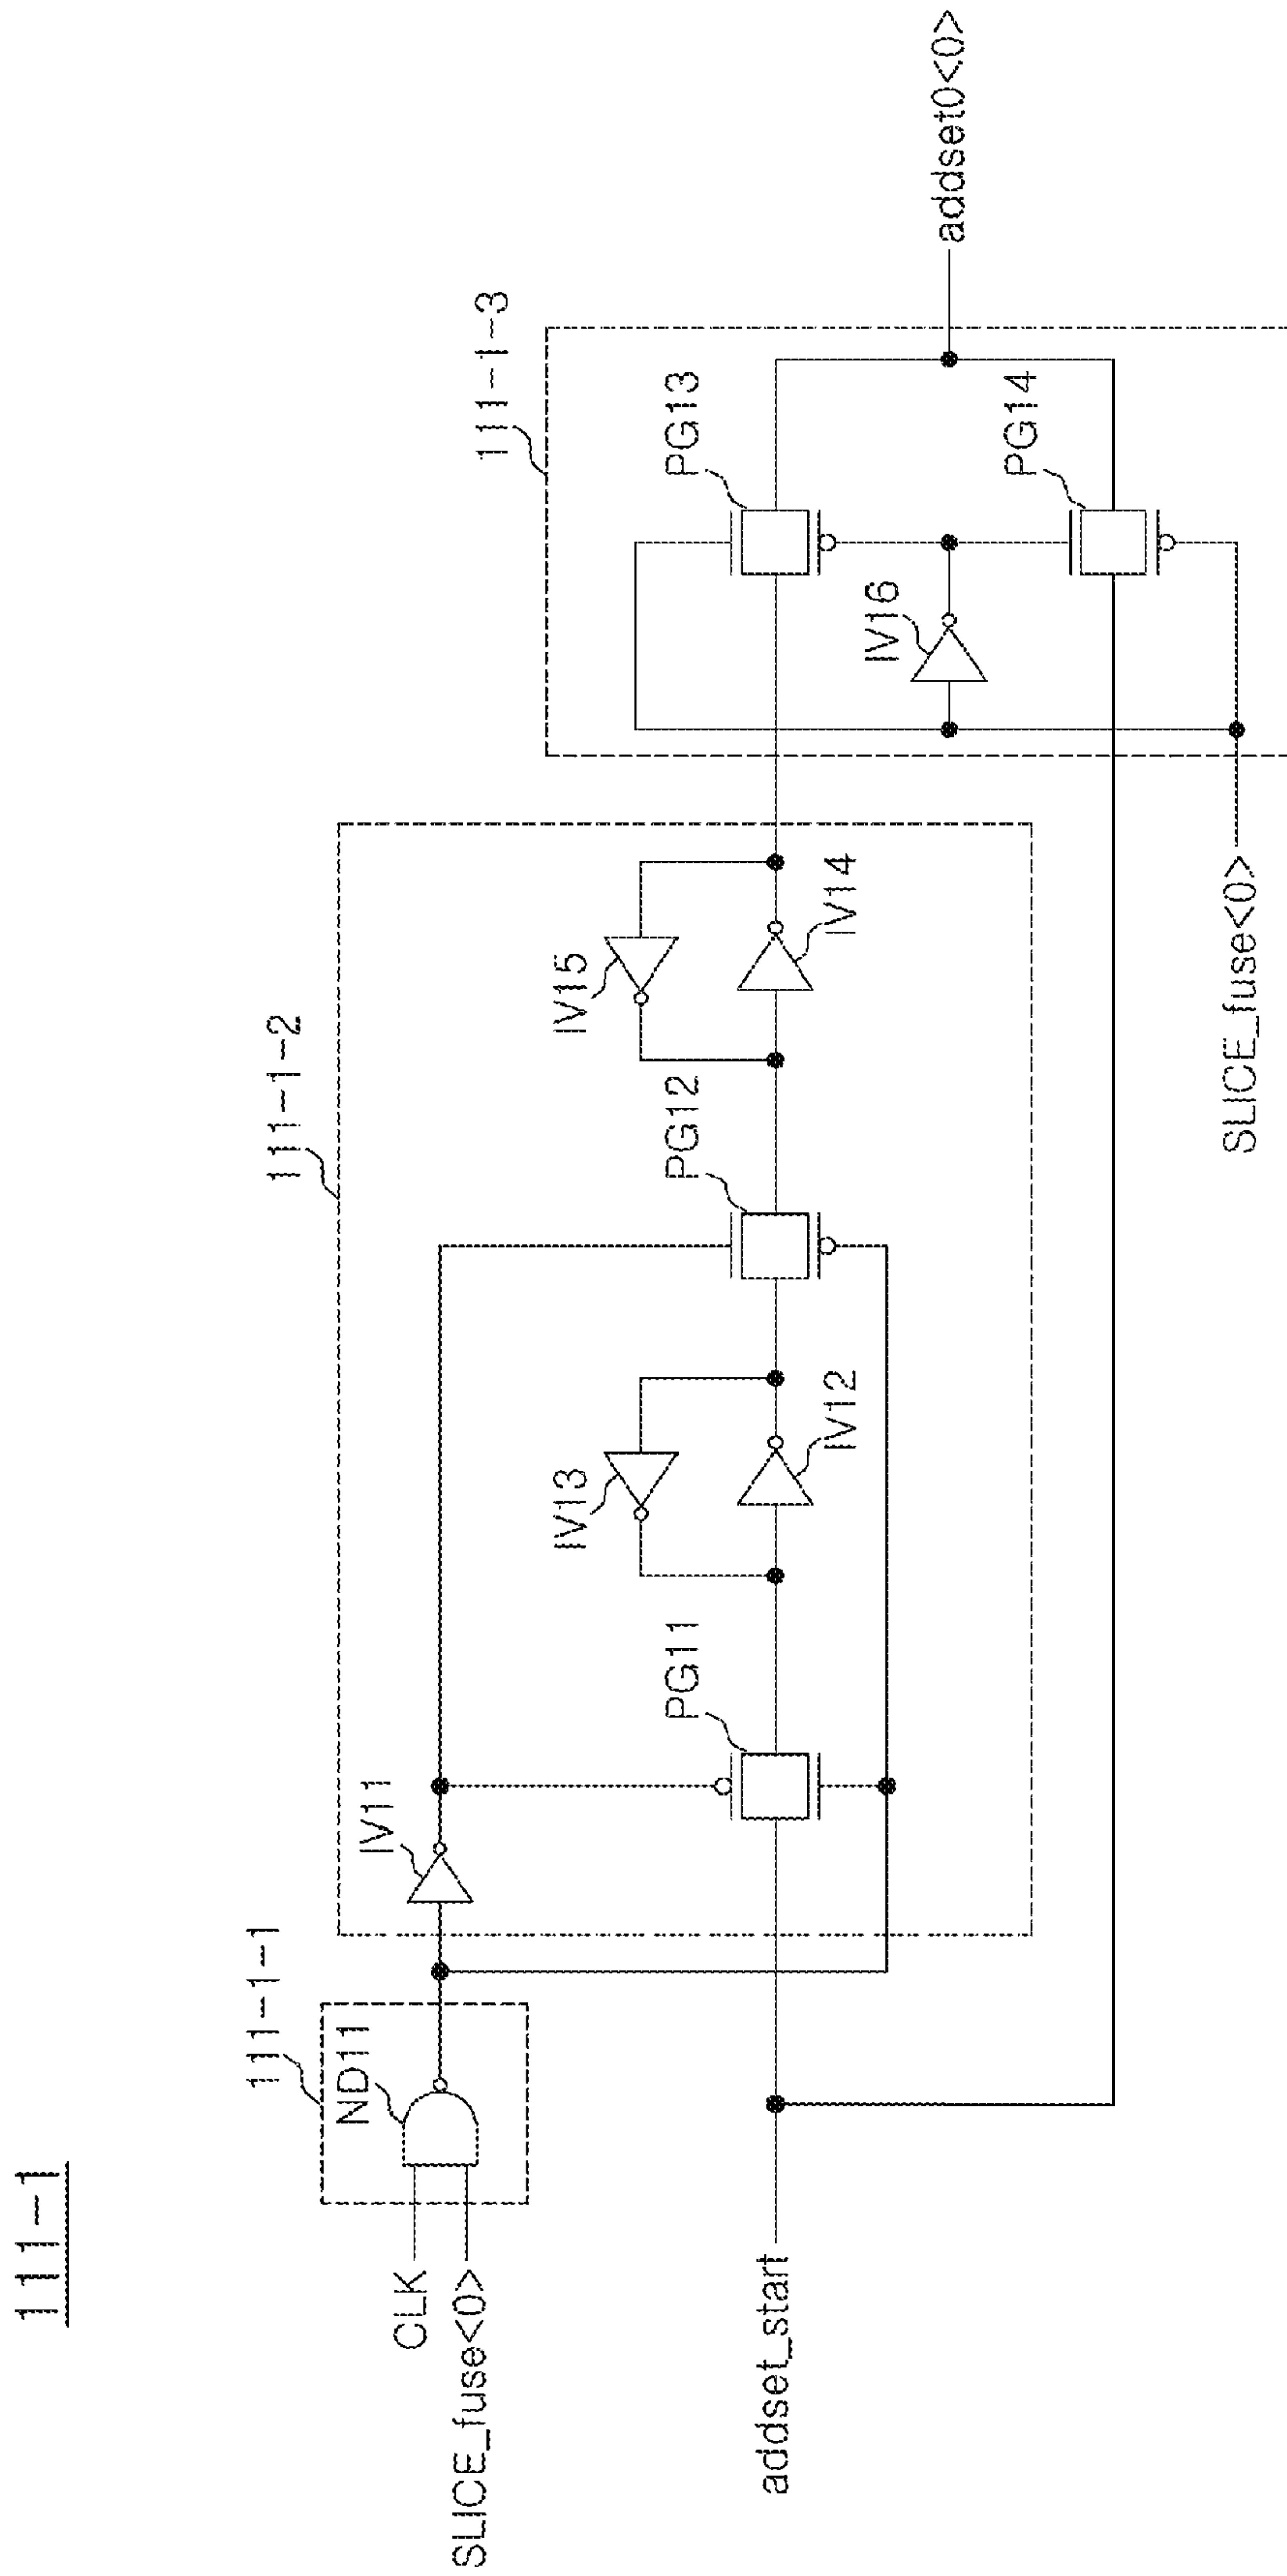 111-1
111-1-1
ND11
CLK
SLICE_fuse<0>
addset_start
111-1-2
IV11
PG11
IV13
IV12
PG12
IV15
IV14
111-1-3
PG13
IV16
PG14
SLICE_fuse<0>
addset0<0>